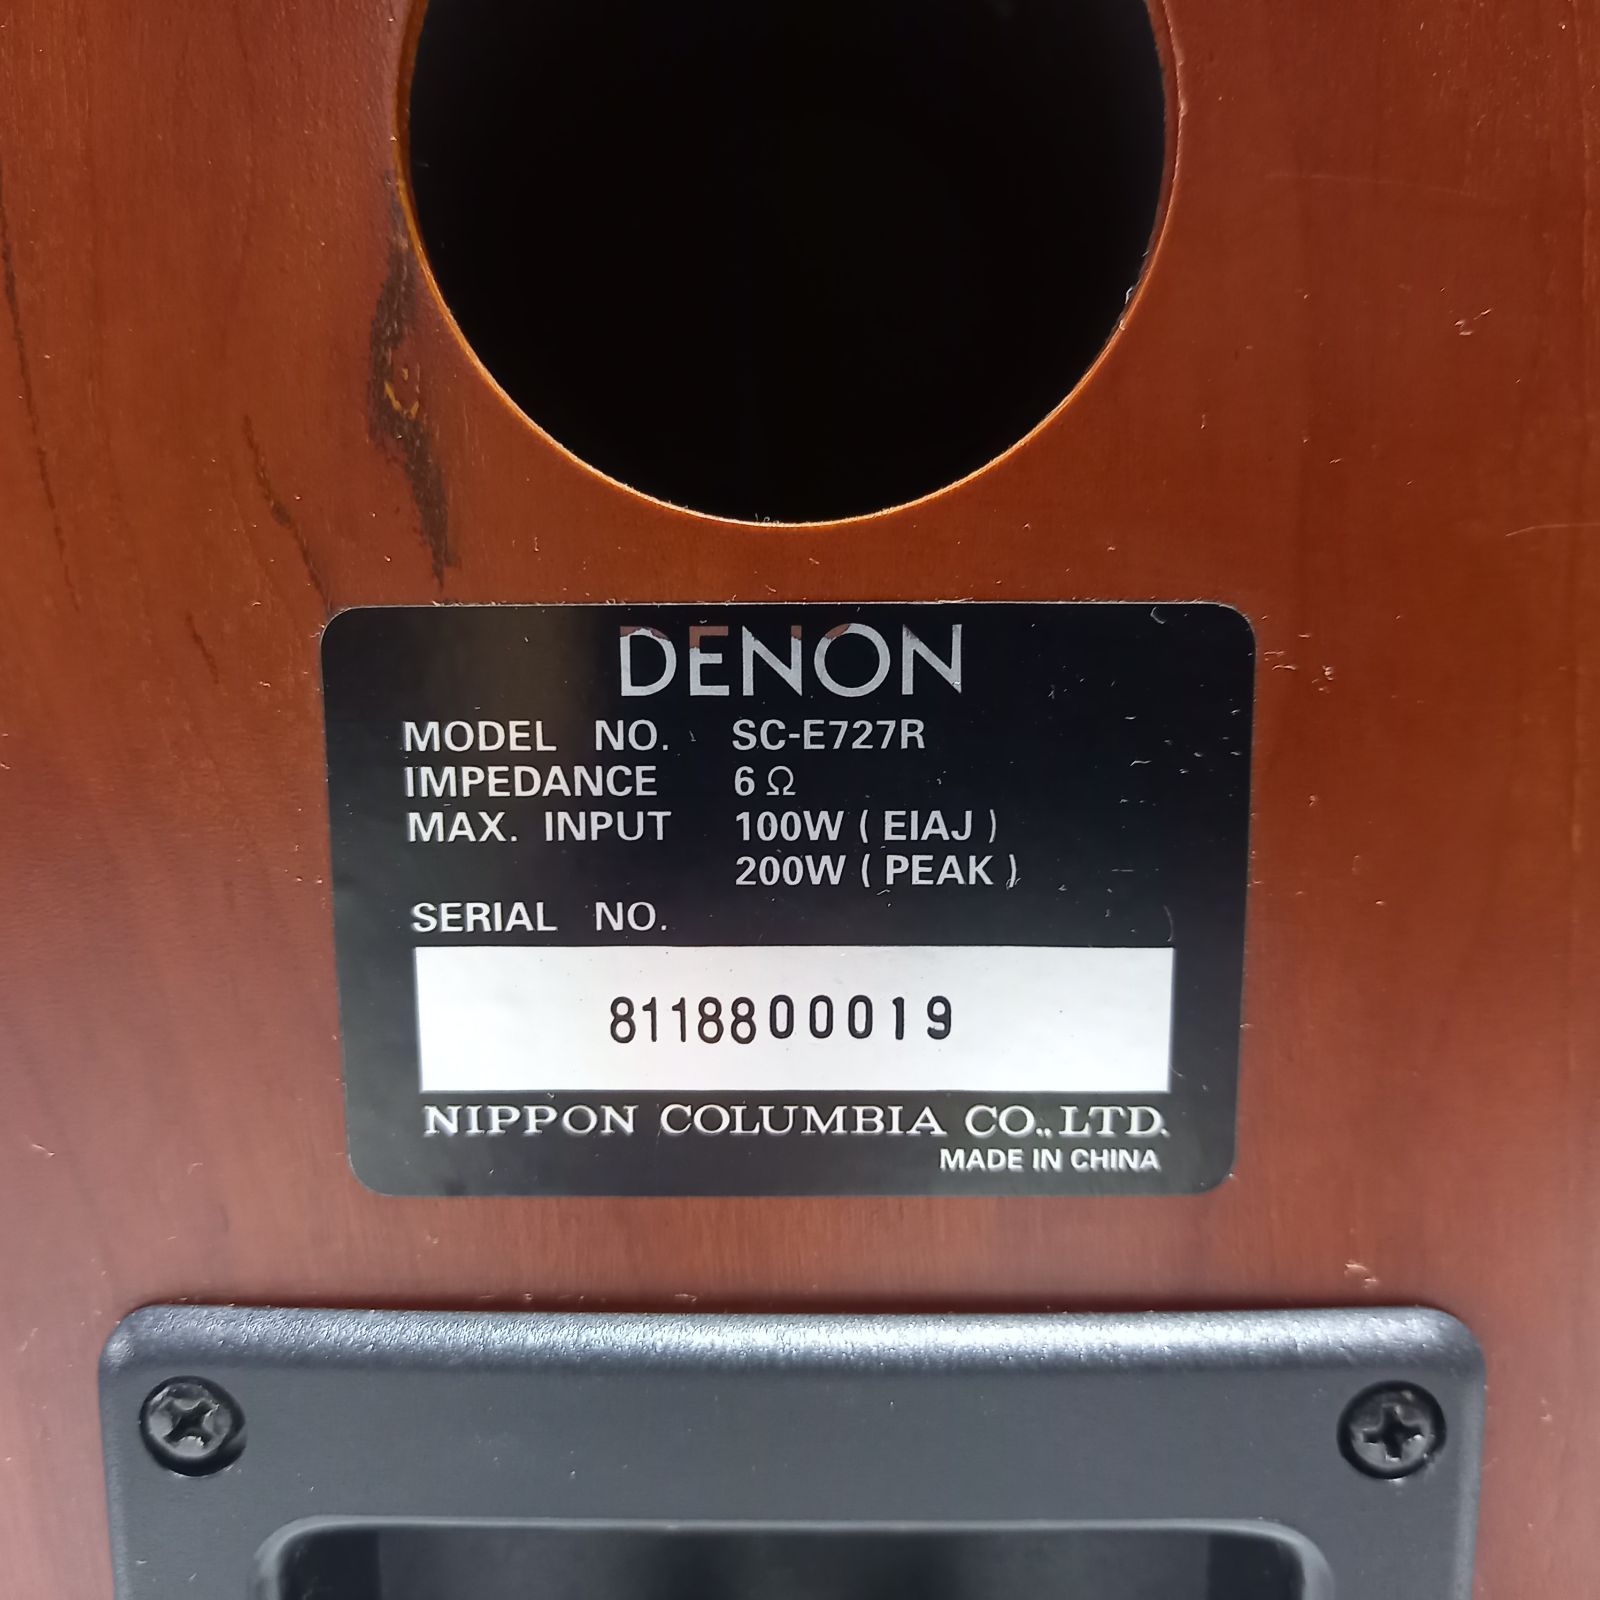 DENON
MODEL NO. SC-E727R
IMPEDANCE 6Ω
MAX. INPUT 100W ( EIAJ )
200W ( PEAK )
SERIAL NO.
8118800019
NIPPON COLUMBIA CO., LTD.
MADE IN CHINA